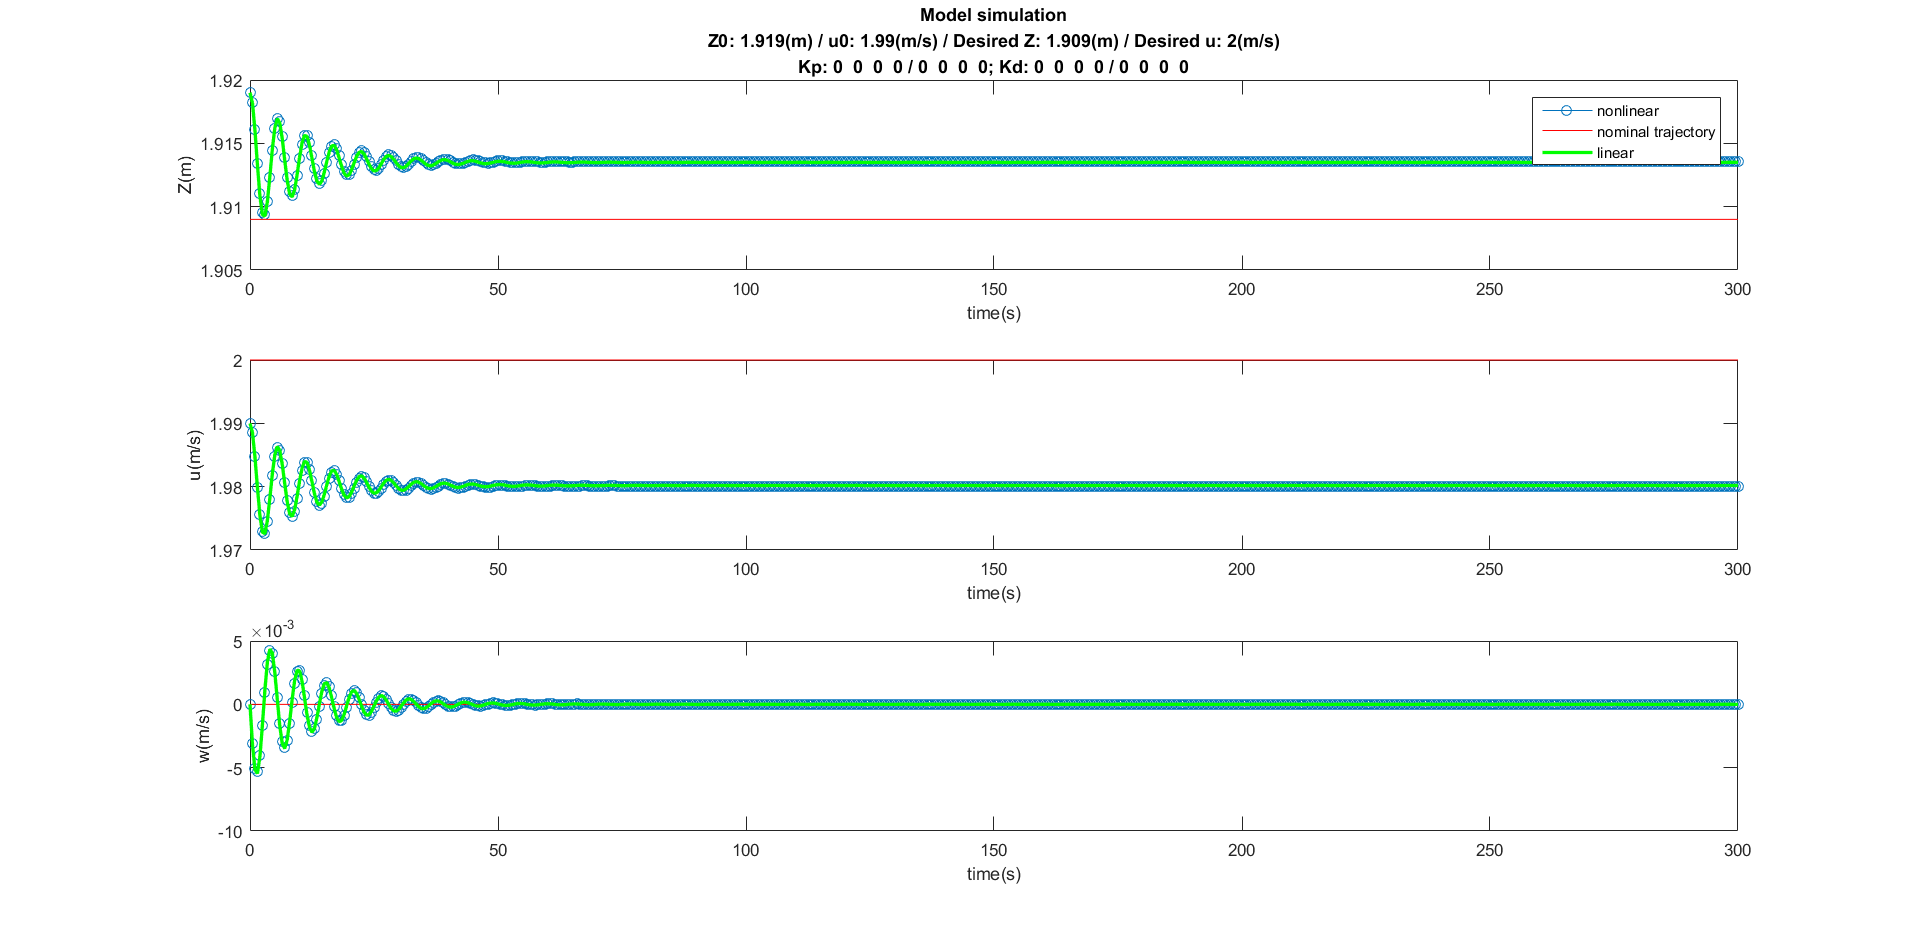 Model simulation
Z0: 1.919(m) / u0: 1.99(m/s) / Desired Z: 1.909(m) / Desired u: 2(m/s)
Kp: 0 0 0 0 / 0 0 0 0; Kd: 0 0 0 0 / 0 0 0 0
1.92
1.915
1.91
1.905
Z(m)
nonlinear
nominal trajectory
linear
0 50 100 150 200 250 300
time(s)
2
1.99
1.98
1.97
u(m/s)
0 50 100 150 200 250 300
time(s)
×10-3
5
0
-5
-10
w(m/s)
0 50 100 150 200 250 300
time(s)